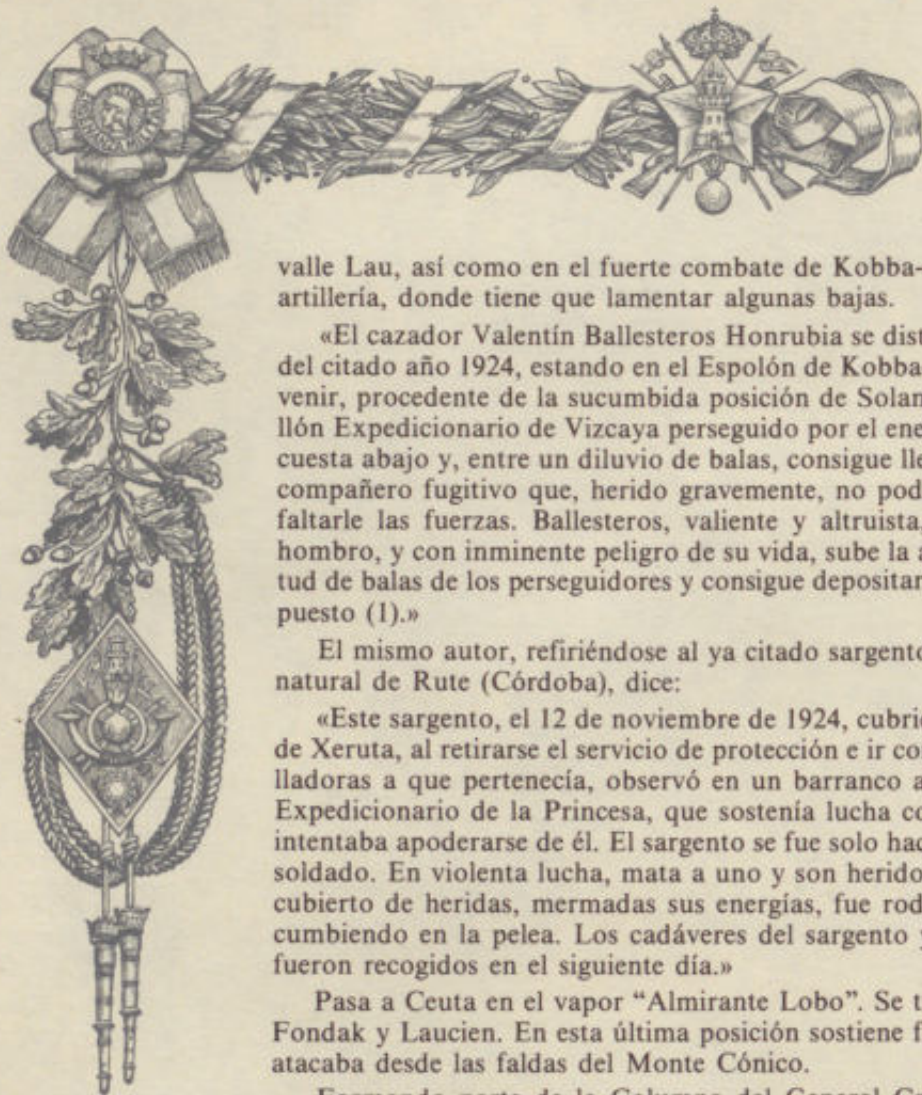 valle Lau, así como en el fuerte combate de Kobba-
artillería, donde tiene que lamentar algunas bajas.
«El cazador Valentín Ballesteros Honrubia se dist
del citado año 1924, estando en el Espolón de Kobba
venir, procedente de la sucumbida posición de Solan
llón Expedicionario de Vizcaya perseguido por el ene
cuesta abajo y, entre un diluvio de balas, consigue lle
compañero fugitivo que, herido gravemente, no pod
faltarle las fuerzas. Ballesteros, valiente y altruista,
hombro, y con inminente peligro de su vida, sube la a
tud de balas de los perseguidores y consigue depositar
puesto (1).»
El mismo autor, refiriéndose al ya citado sargento
natural de Rute (Córdoba), dice:
«Este sargento, el 12 de noviembre de 1924, cubri
de Xeruta, al retirarse el servicio de protección e ir co
lladoras a que pertenecía, observó en un barranco a
Expedicionario de la Princesa, que sostenía lucha co
intentaba apoderarse de él. El sargento se fue solo hac
soldado. En violenta lucha, mata a uno y son herido
cubierto de heridas, mermadas sus energías, fue rod
cumbiendo en la pelea. Los cadáveres del sargento y
fueron recogidos en el siguiente día.»
Pasa a Ceuta en el vapor “Almirante Lobo”. Se t
Fondak y Laucien. En esta última posición sostiene f
atacaba desde las faldas del Monte Cónico.
Formando parte de la Columna del General G